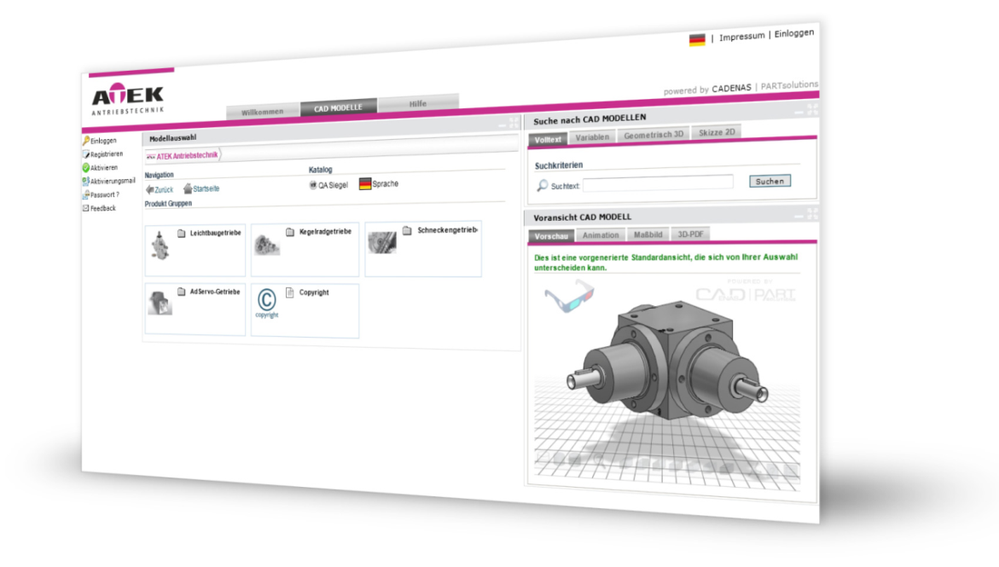 | Impressum | Einloggen
ATEK
ANTRIEBSTECHNIK
powered by CADENAS | PARTsolutions
Willkommen
CAD MODELLE
Hilfe
Einloggen
Registrieren
Aktivieren
Aktivierungsmail
Passwort ?
Feedback
Modellauswahl
ATEK Antriebstechnik
Navigation
Katalog
Zurück
Startseite
QA Siegel
Sprache
Produkt Gruppen
Leichtbaugetriebe
Kegelradgetriebe
Schneckengetrieb
AdServo-Getriebe
©
copyright
Copyright
Suche nach CAD MODELLEN
Volltext
Variablen
Geometrisch 3D
Skizze 2D
Suchkriterien
Suchtext:
Suchen
Voransicht CAD MODELL
Vorschau
Animation
Maßbild
3D-PDF
Dies ist eine vorgenerierte Standardansicht, die sich von Ihrer Auswahl
unterscheiden kann.
POWERED BY
CAD PART